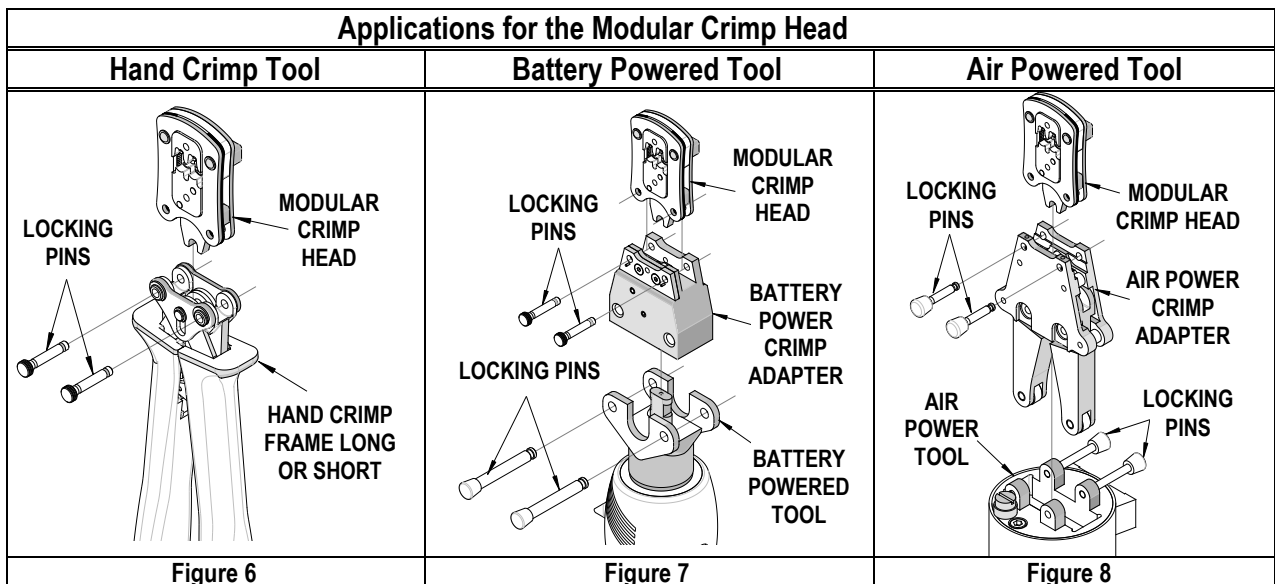 Applications for the Modular Crimp Head
Hand Crimp Tool
Battery Powered Tool
Air Powered Tool
LOCKING
PINS
MODULAR
CRIMP
HEAD
HAND CRIMP
FRAME LONG
OR SHORT
LOCKING
PINS
MODULAR
CRIMP
HEAD
BATTERY
POWER
CRIMP
ADAPTER
LOCKING PINS
BATTERY
POWERED
TOOL
LOCKING
PINS
MODULAR
CRIMP HEAD
AIR POWER
CRIMP
ADAPTER
AIR
POWER
TOOL
LOCKING
PINS
Figure 6
Figure 7
Figure 8